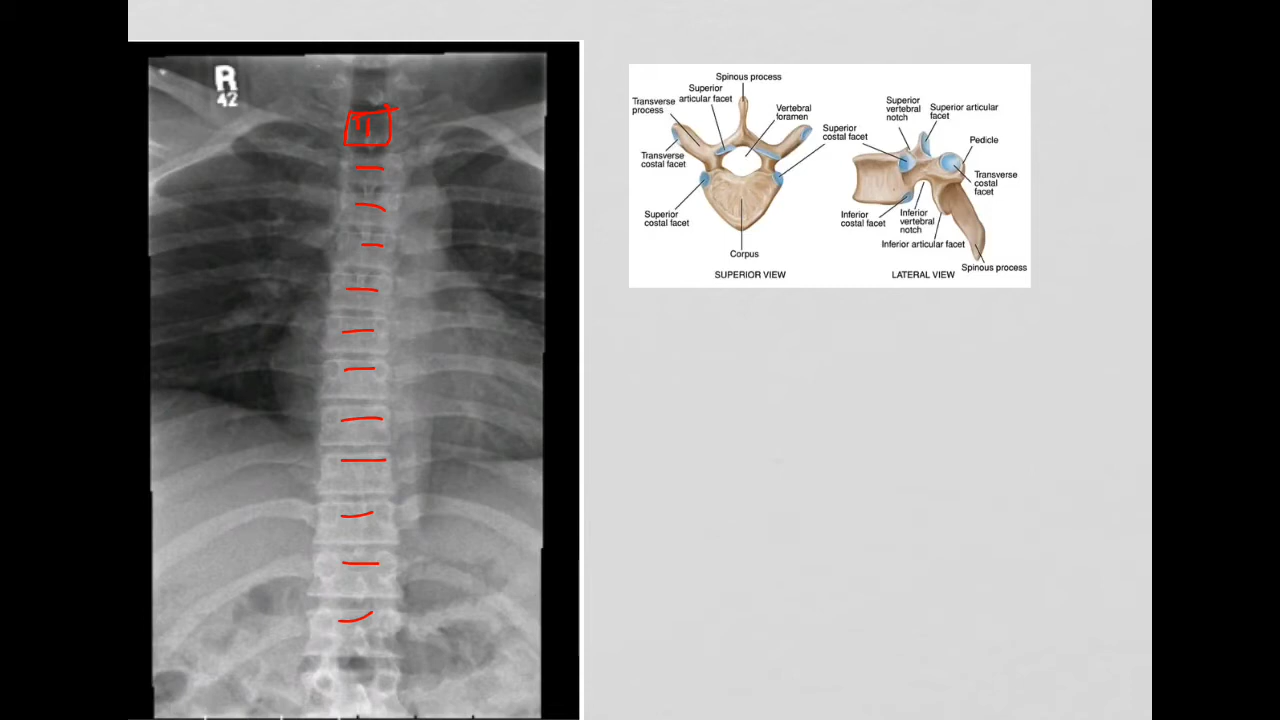 R
42
T1
Spinous process
Superior
articular facet
Transverse
process
Vertebral
foramen
Transverse
costal facet
Superior
costal facet
Superior
costal facet
Corpus
SUPERIOR VIEW
Superior
vertebral
notch
Superior articular
facet
Pedicle
Transverse
costal
facet
Inferior
costal facet
Inferior
vertebral
notch
Inferior articular facet
Spinous process
LATERAL VIEW